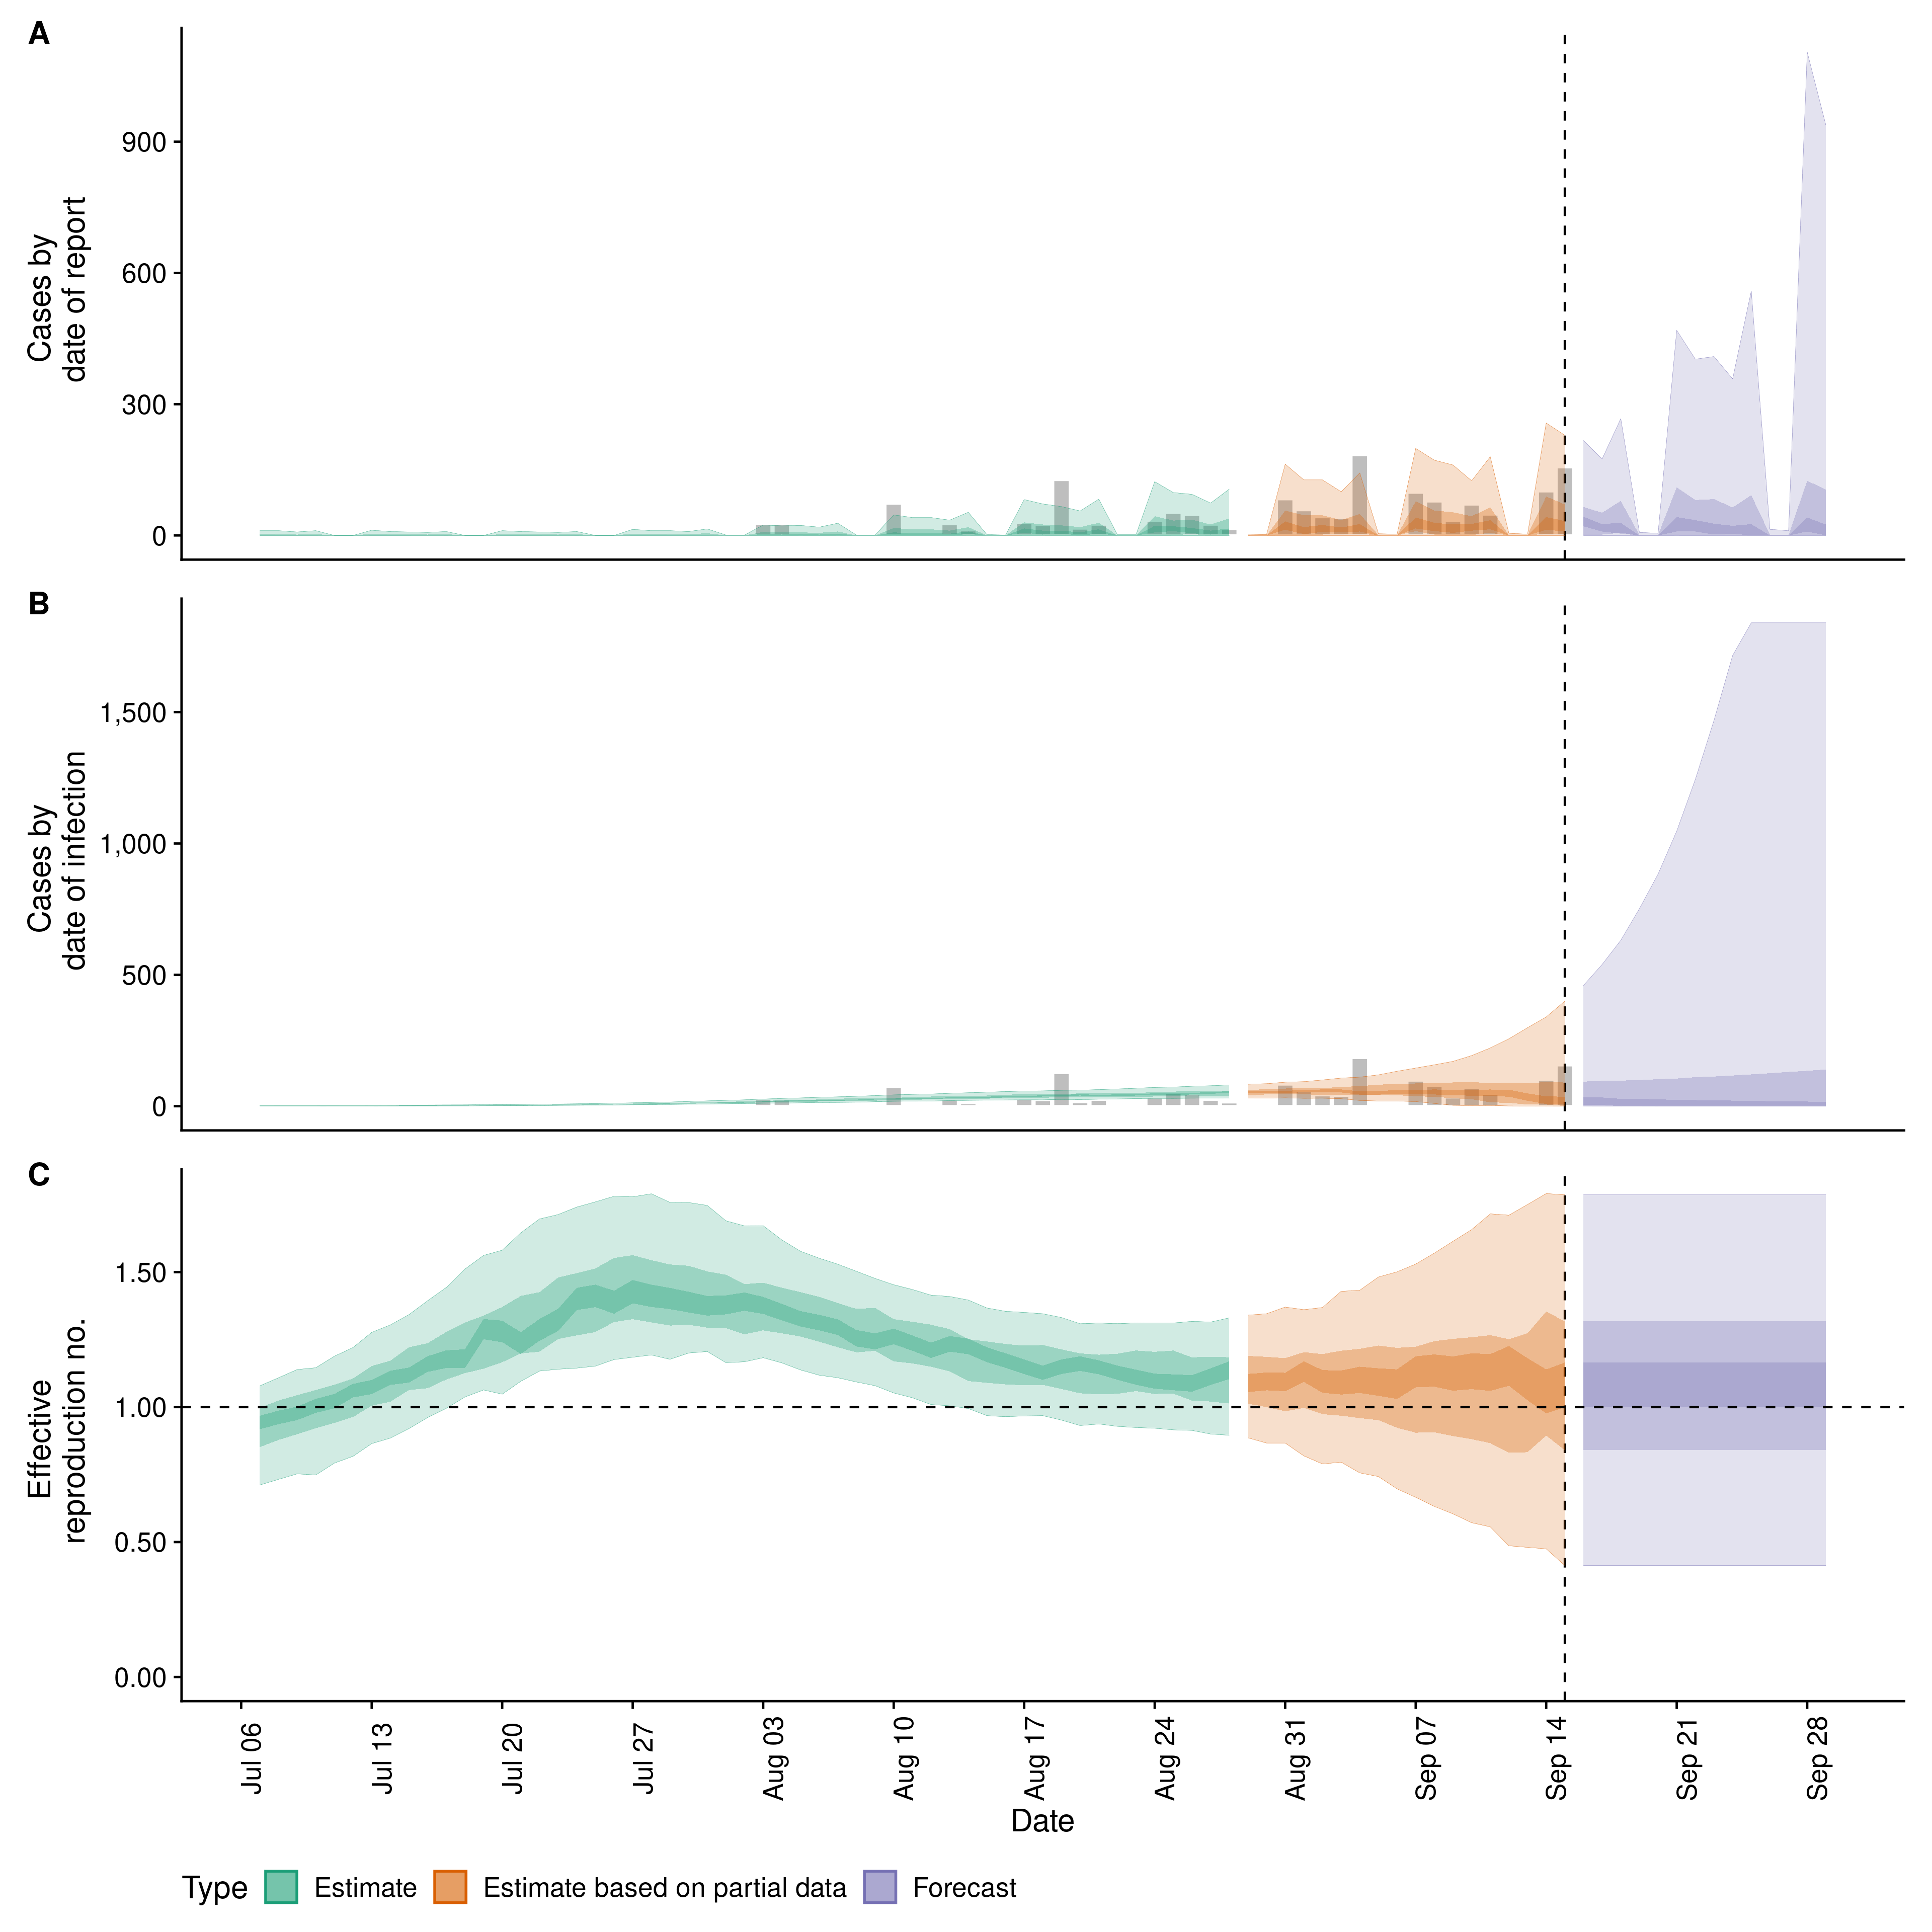 A
Cases by
date of report
900
600
300
0
B
Cases by
date of infection
1,500
1,000
500
0
C
Effective
reproduction no.
1.50
1.00
0.50
0.00
Jul 06
Jul 13
Jul 20
Jul 27
Aug 03
Aug 10
Aug 17
Aug 24
Aug 31
Sep 07
Sep 14
Sep 21
Sep 28
Date
Type Estimate Estimate based on partial data Forecast